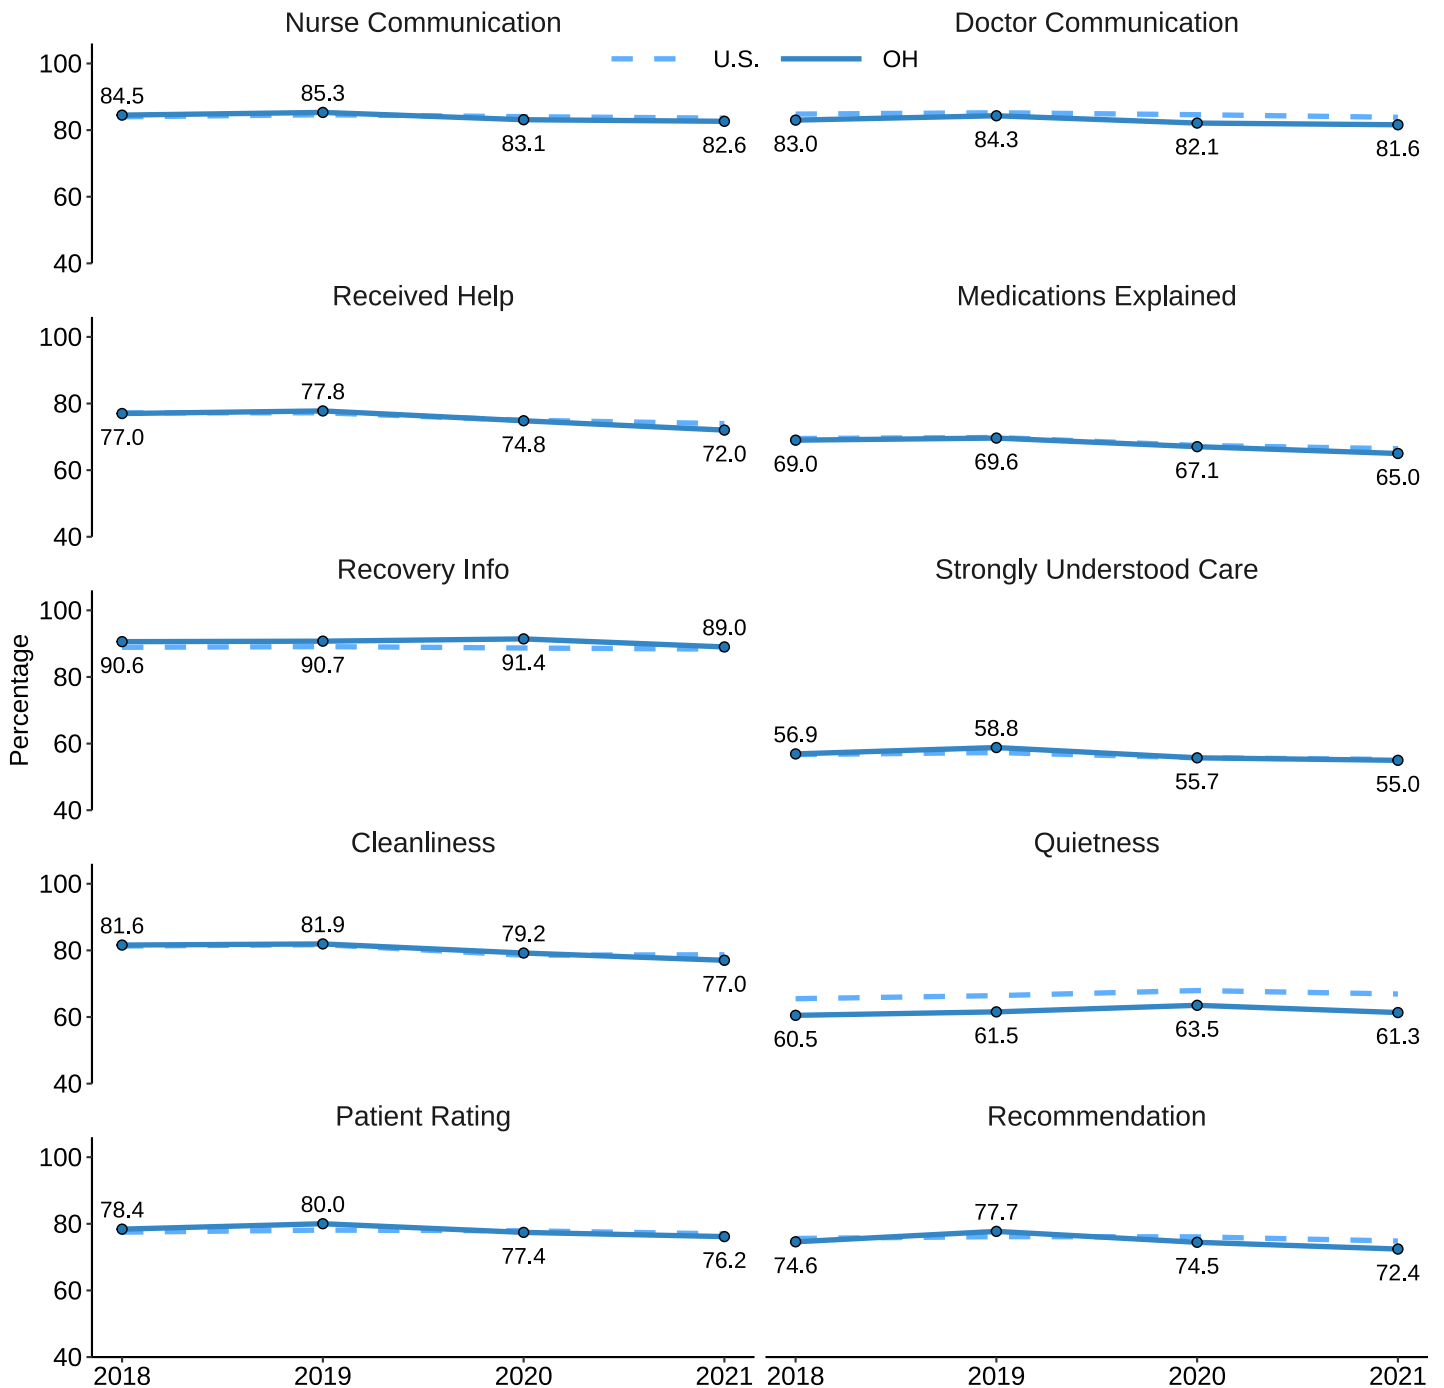 Nurse Communication
Doctor Communication
U.S. OH
100
80
60
40
84.5 85.3 83.1 82.6
83.0 84.3 82.1 81.6
Received Help
Medications Explained
100
80
60
40
77.0 77.8 74.8 72.0
69.0 69.6 67.1 65.0
Recovery Info
Strongly Understood Care
Percentage
100
80
60
40
90.6 90.7 91.4 89.0
56.9 58.8 55.7 55.0
Cleanliness
Quietness
100
80
60
40
81.6 81.9 79.2 77.0
60.5 61.5 63.5 61.3
Patient Rating
Recommendation
100
80
60
40
78.4 80.0 77.4 76.2
74.6 77.7 74.5 72.4
2018 2019 2020 2021
2018 2019 2020 2021